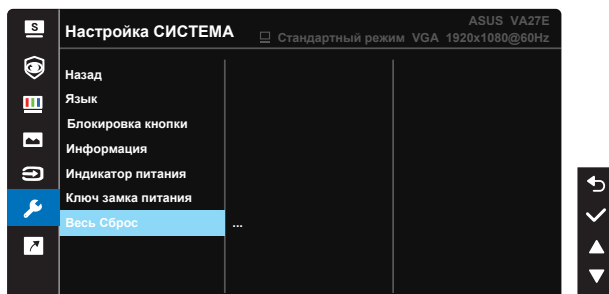 S
Настройка СИСТЕМА
ASUS VA27E
Стандартный режим VGA 1920x1080@60Hz
Назад
Язык
Блокировка кнопки
Информация
Индикатор питания
Ключ замка питания
Весь Сброс ...